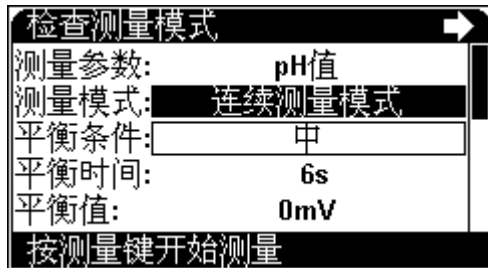 检查测量模式
测量参数: pH值
测量模式: 连续测量模式
平衡条件: 中
平衡时间: 6s
平衡值: 0mV
按测量键开始测量